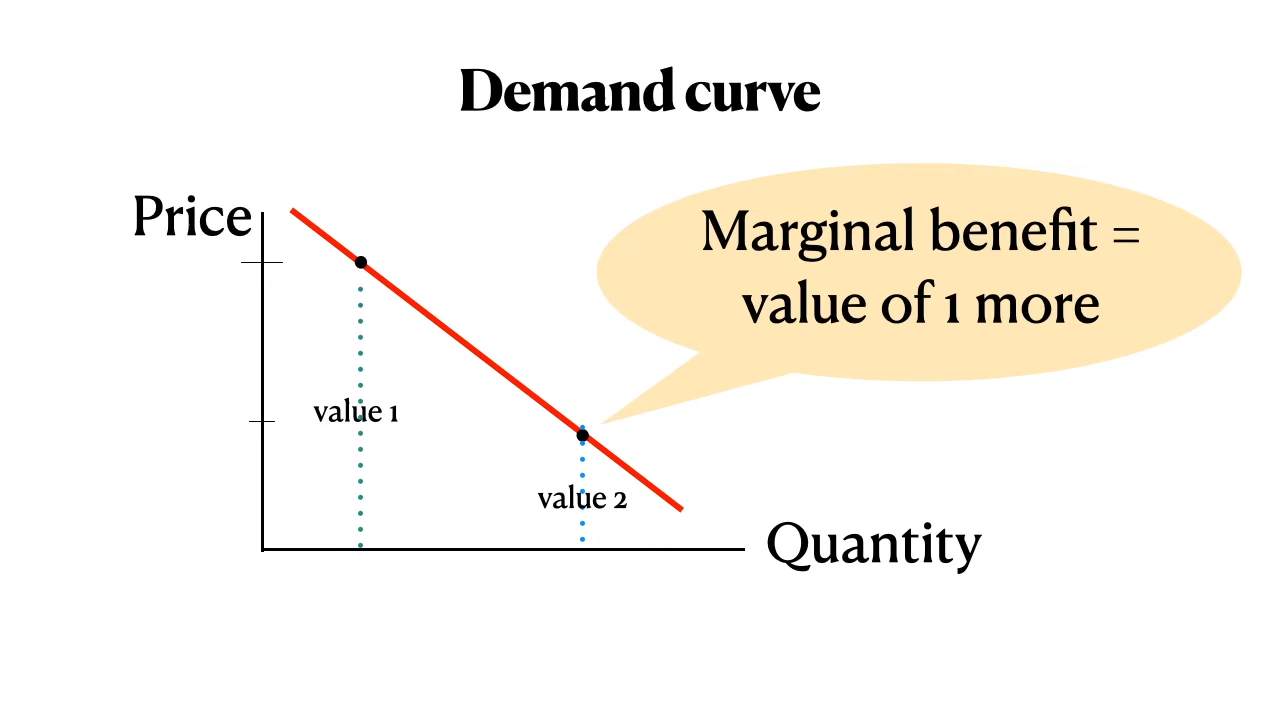 Demand curve
Price
Marginal benefit =
value of 1 more
value 1
value 2
Quantity